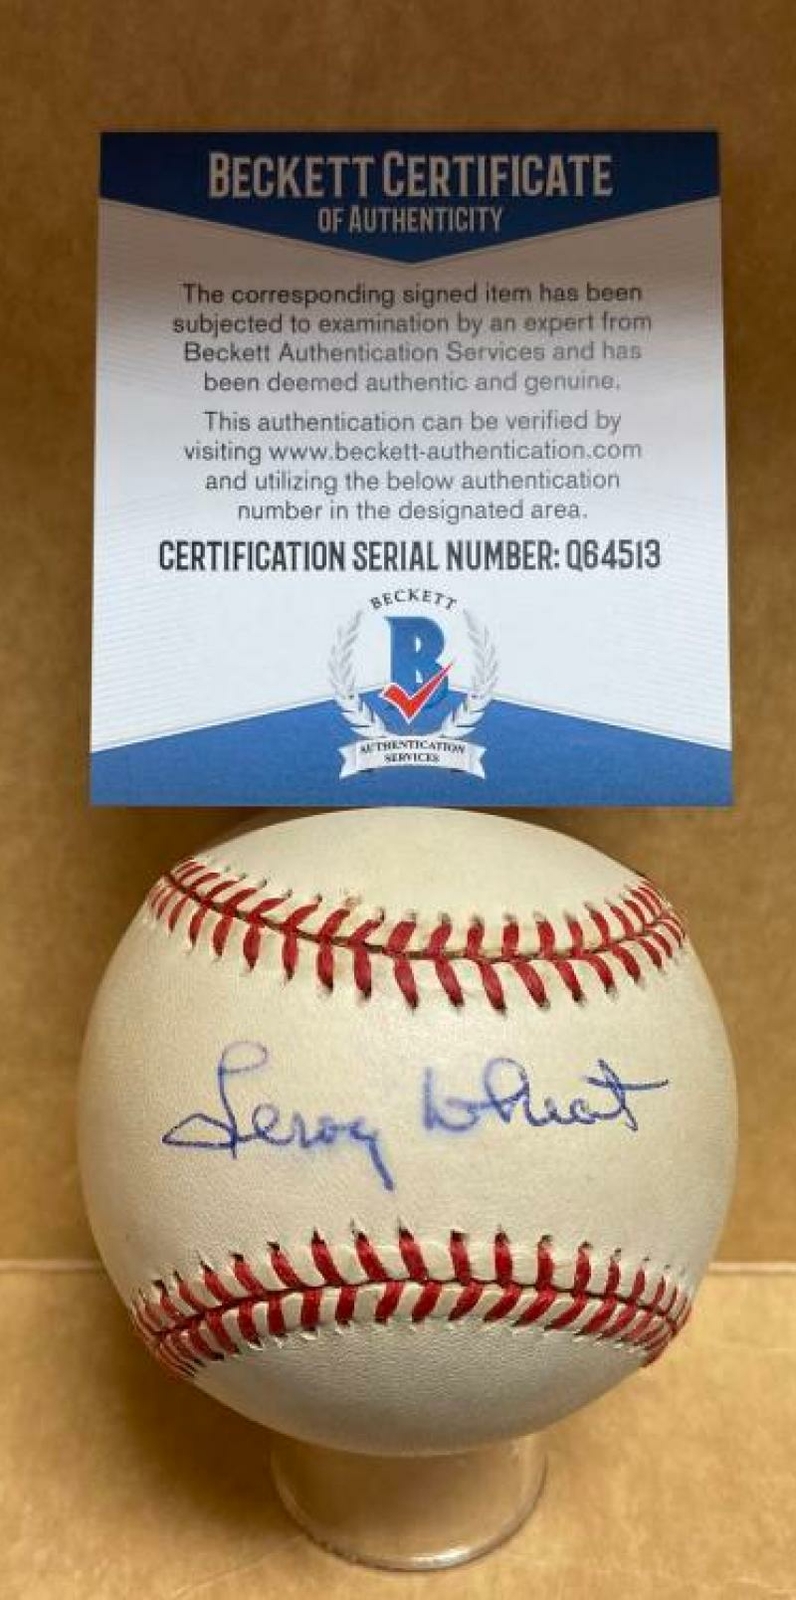 BECKETT CERTIFICATE
OF AUTHENTICITY
The corresponding signed item has been
subjected to examination by an expert from
Beckett Authentication Services and has
been deemed authentic and genuine.
This authentication can be verified by
visiting www.beckett-authentication.com
and utilizing the below authentication
number in the designated area.
CERTIFICATION SERIAL NUMBER: Q64513
BECKETT
B
AUTHENTICATION
SERVICES
Leroy Wheat